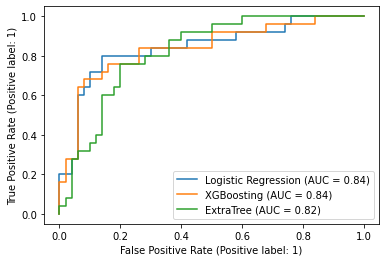 1.0
0.8
0.6
0.4
0.2
0.0
True Positive Rate (Positive label: 1)
Logistic Regression (AUC = 0.84)
XGBoosting (AUC = 0.84)
ExtraTree (AUC = 0.82)
0.0 0.2 0.4 0.6 0.8 1.0
False Positive Rate (Positive label: 1)